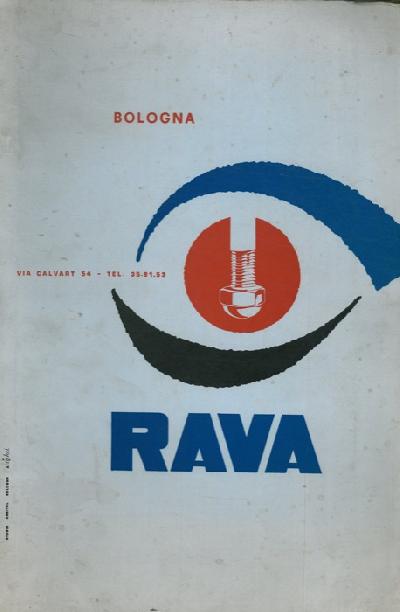 BOLOGNA
VIA CALVART 54 - TEL. 35.81.53
RAVA